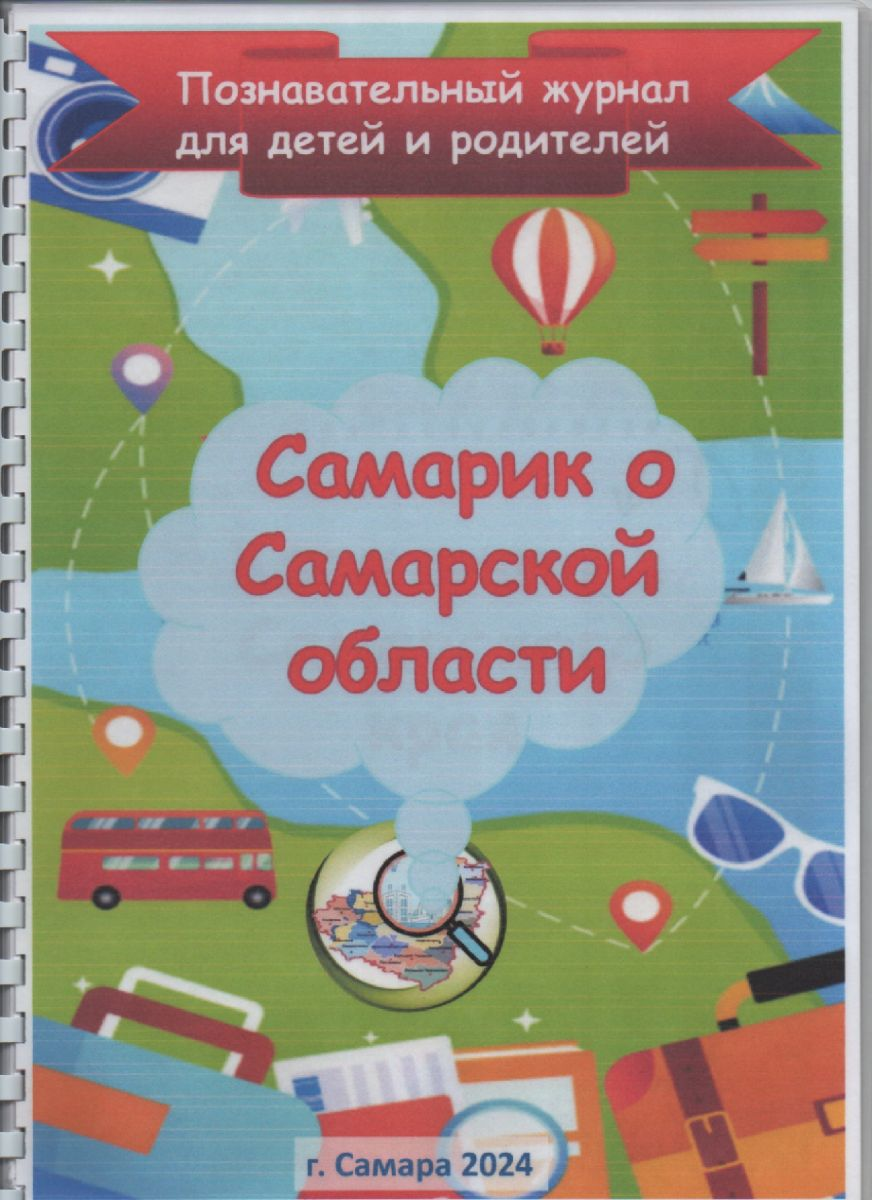 Познавательный журнал
для детей и родителей
Самарик о
Самарской
области
г. Самара 2024